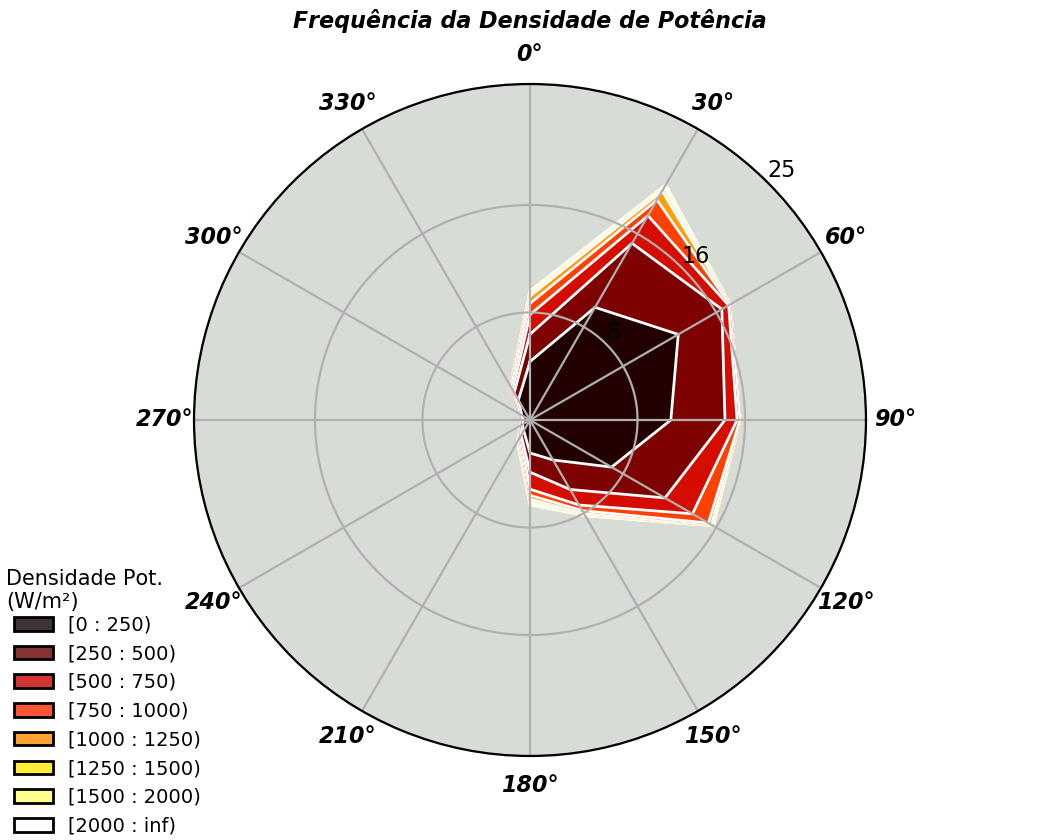 Frequência da Densidade de Potência
0°
330°
30°
25
300°
60°
16
8
270°
90°
Densidade Pot.
(W/m²)
240°
120°
[0 : 250)
[250 : 500)
[500 : 750)
[750 : 1000)
210°
150°
[1000 : 1250)
[1250 : 1500)
180°
[1500 : 2000)
[2000 : inf)